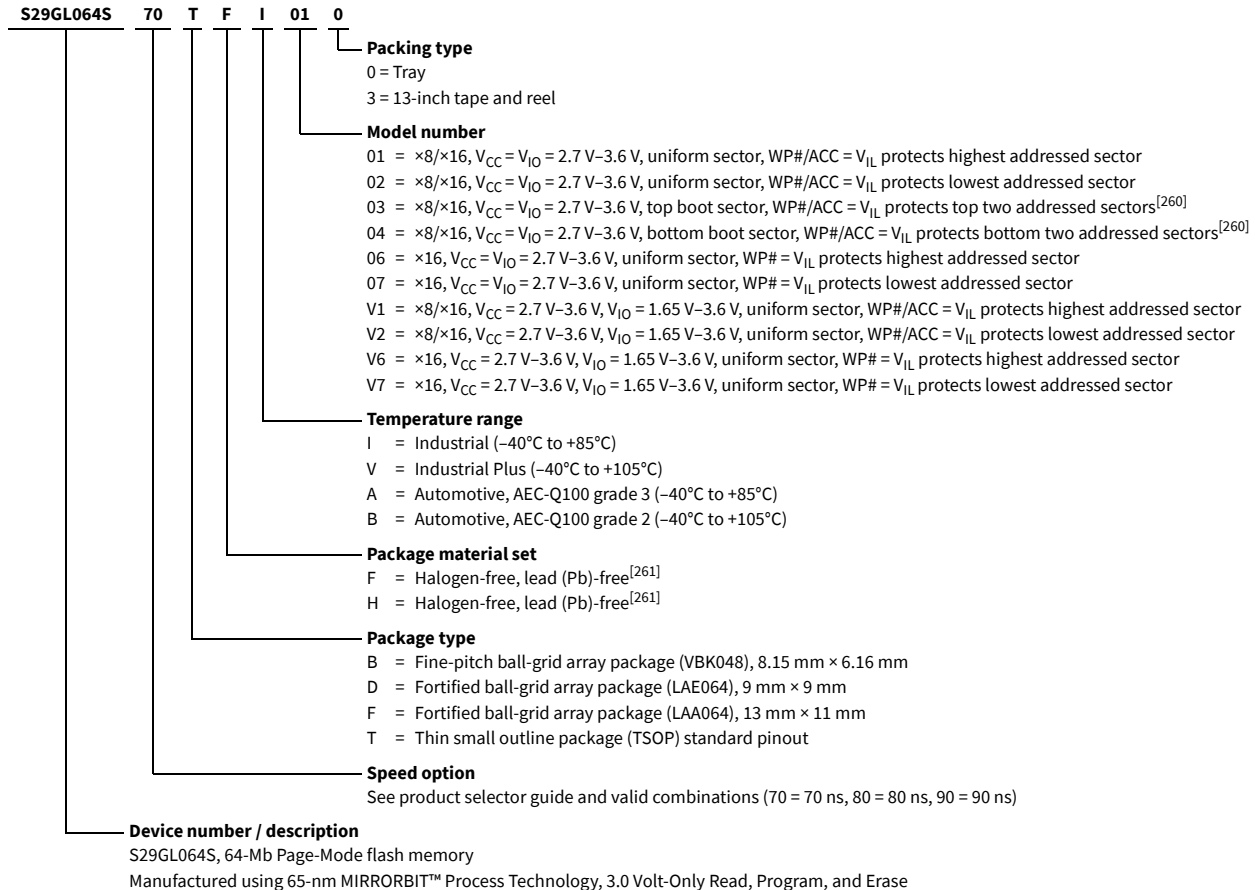 S29GL064S 70 T F I 01 0
Packing type
0 = Tray
3 = 13-inch tape and reel
Model number
01 = ×8/×16, VCC = VIO = 2.7 V–3.6 V, uniform sector, WP#/ACC = VIL protects highest addressed sector
02 = ×8/×16, VCC = VIO = 2.7 V–3.6 V, uniform sector, WP#/ACC = VIL protects lowest addressed sector
03 = ×8/×16, VCC = VIO = 2.7 V–3.6 V, top boot sector, WP#/ACC = VIL protects top two addressed sectors[260]
04 = ×8/×16, VCC = VIO = 2.7 V–3.6 V, bottom boot sector, WP#/ACC = VIL protects bottom two addressed sectors[260]
06 = ×16, VCC = VIO = 2.7 V–3.6 V, uniform sector, WP# = VIL protects highest addressed sector
07 = ×16, VCC = VIO = 2.7 V–3.6 V, uniform sector, WP# = VIL protects lowest addressed sector
V1 = ×8/×16, VCC = 2.7 V–3.6 V, VIO = 1.65 V–3.6 V, uniform sector, WP#/ACC = VIL protects highest addressed sector
V2 = ×8/×16, VCC = 2.7 V–3.6 V, VIO = 1.65 V–3.6 V, uniform sector, WP#/ACC = VIL protects lowest addressed sector
V6 = ×16, VCC = 2.7 V–3.6 V, VIO = 1.65 V–3.6 V, uniform sector, WP# = VIL protects highest addressed sector
V7 = ×16, VCC = 2.7 V–3.6 V, VIO = 1.65 V–3.6 V, uniform sector, WP# = VIL protects lowest addressed sector
Temperature range
I = Industrial (–40°C to +85°C)
V = Industrial Plus (–40°C to +105°C)
A = Automotive, AEC-Q100 grade 3 (–40°C to +85°C)
B = Automotive, AEC-Q100 grade 2 (–40°C to +105°C)
Package material set
F = Halogen-free, lead (Pb)-free[261]
H = Halogen-free, lead (Pb)-free[261]
Package type
B = Fine-pitch ball-grid array package (VBK048), 8.15 mm × 6.16 mm
D = Fortified ball-grid array package (LAE064), 9 mm × 9 mm
F = Fortified ball-grid array package (LAA064), 13 mm × 11 mm
T = Thin small outline package (TSOP) standard pinout
Speed option
See product selector guide and valid combinations (70 = 70 ns, 80 = 80 ns, 90 = 90 ns)
Device number / description
S29GL064S, 64-Mb Page-Mode flash memory
Manufactured using 65-nm MIRRORBIT™ Process Technology, 3.0 Volt-Only Read, Program, and Erase